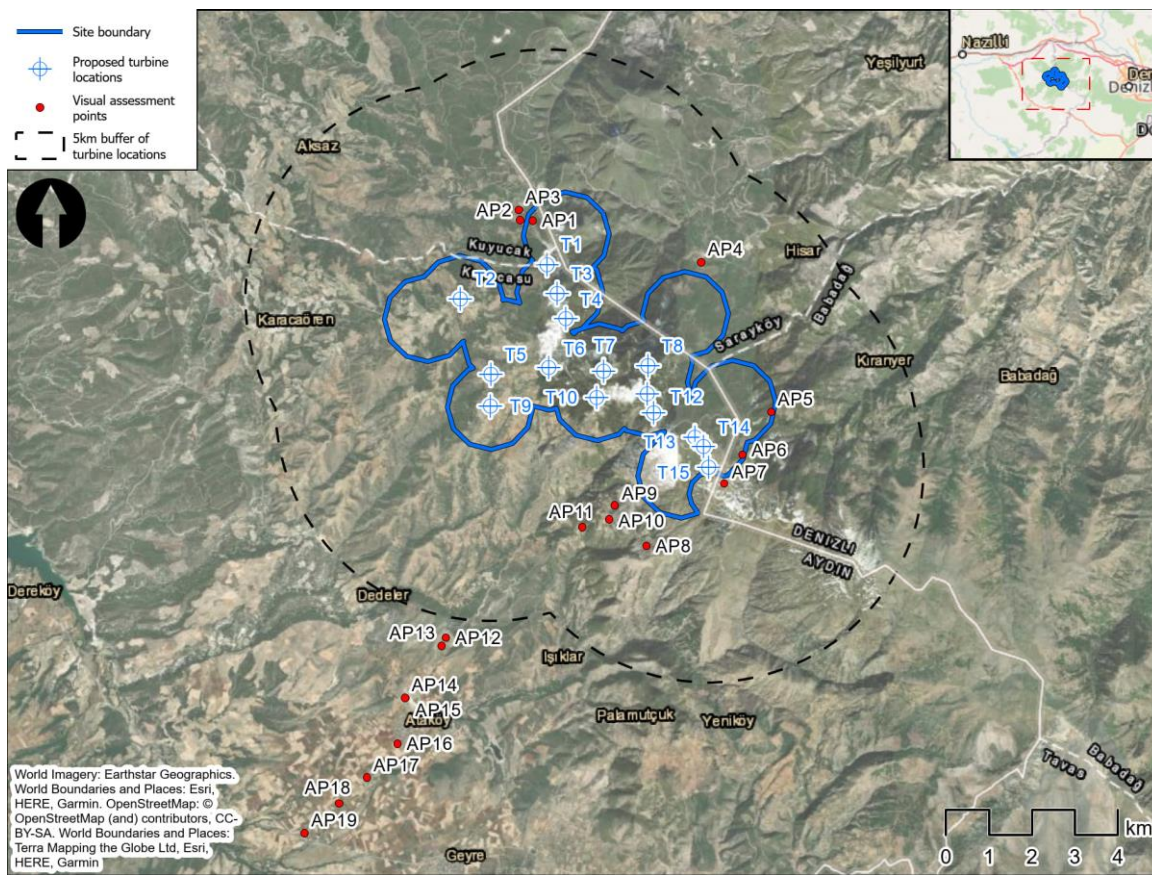 Site boundary
Proposed turbine
locations
Visual assessment
points
5km buffer of
turbine locations
Nazilli
Denizli
Yeşilyurt
Aksaz
AP3
AP2
AP1
AP4
Kuyucak
T1
Hisar
T3
T2
T4
Babadağ
Karacaören
Sarayköy
T6
T7
T8
Kıranyer
T5
Babadağ
T10
T12
T9
AP5
T14
T13
AP6
T15
AP7
AP9
AP11
AP10
AP8
DENIZLI
AYDIN
Dereköy
Dedeler
AP13
AP12
Işıklar
AP14
AP15
Ataköy
Palamutçuk
Yeniköy
AP16
AP17
AP18
AP19
Babadağ
Tavas
Geyre
World Imagery: Earthstar Geographics.
World Boundaries and Places: Esri,
HERE, Garmin. OpenStreetMap: ©
OpenStreetMap (and) contributors, CC-
BY-SA. World Boundaries and Places:
Terra Mapping the Globe Ltd, Esri,
HERE, Garmin
km
0 1 2 3 4